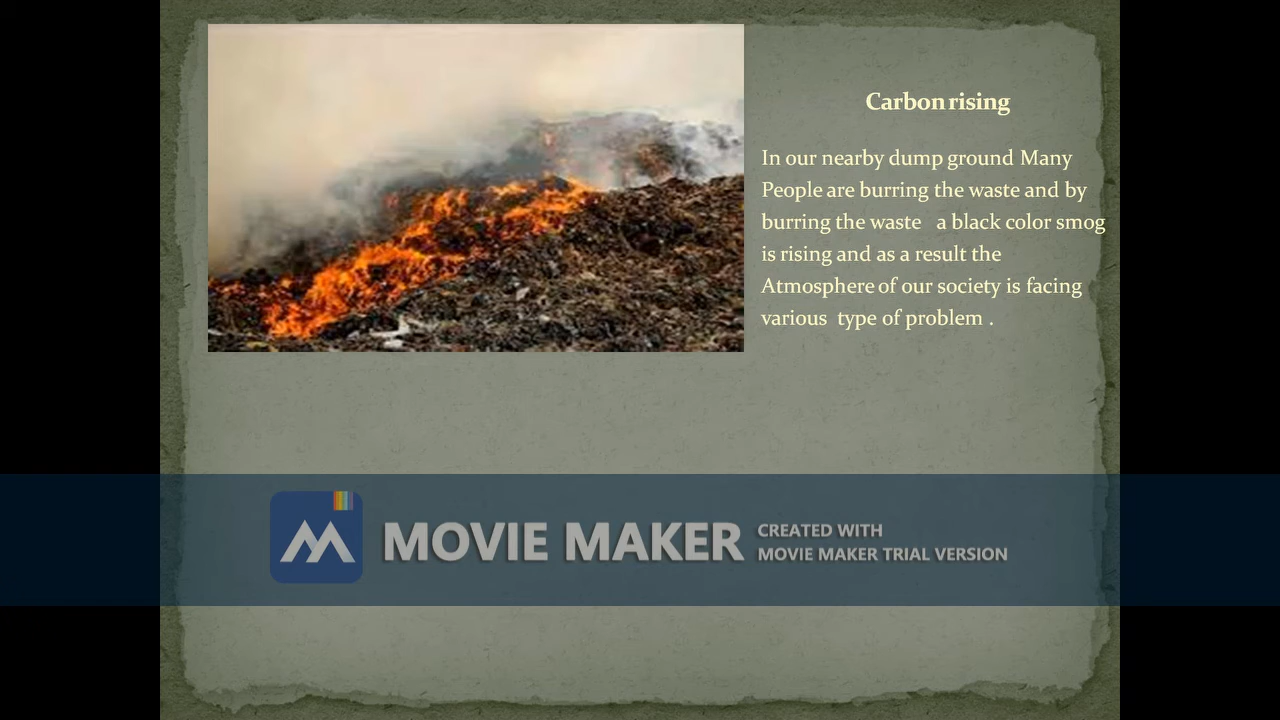 Carbon rising
In our nearby dump ground Many
People are burring the waste and by
burring the waste a black color smog
is rising and as a result the
Atmosphere of our society is facing
various type of problem .
MOVIE MAKER
CREATED WITH
MOVIE MAKER TRIAL VERSION